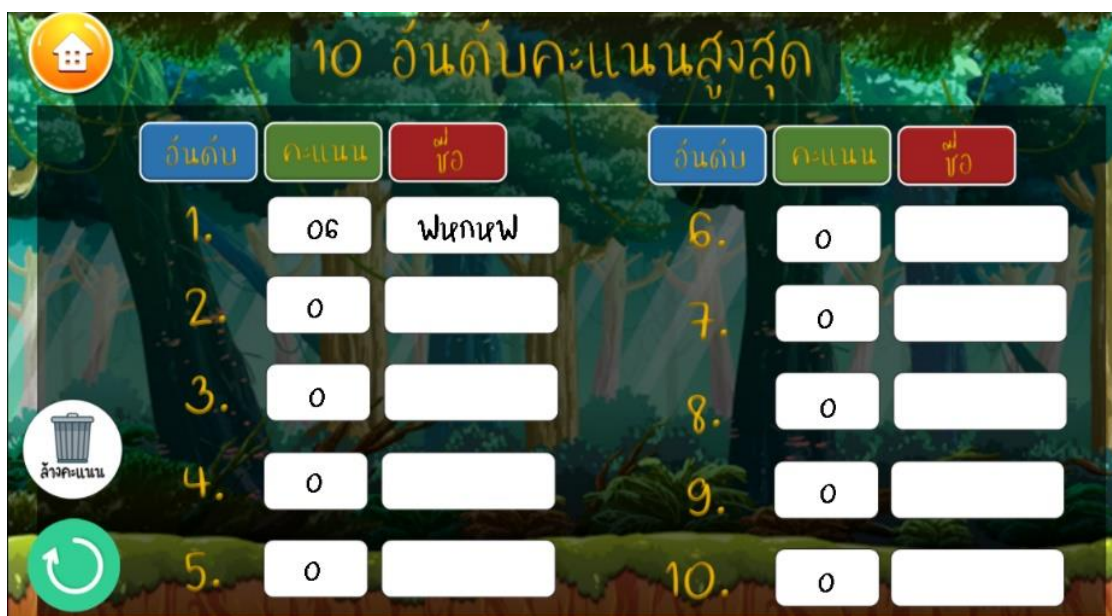 10 อันดับคะแนนสูงสุด
อันดับ คะแนน ชื่อ
1. 06 ฟหกหฟ
2. 0
3. 0
4. 0
5. 0
อันดับ คะแนน ชื่อ
6. 0
7. 0
8. 0
9. 0
10. 0
ล้างคะแนน